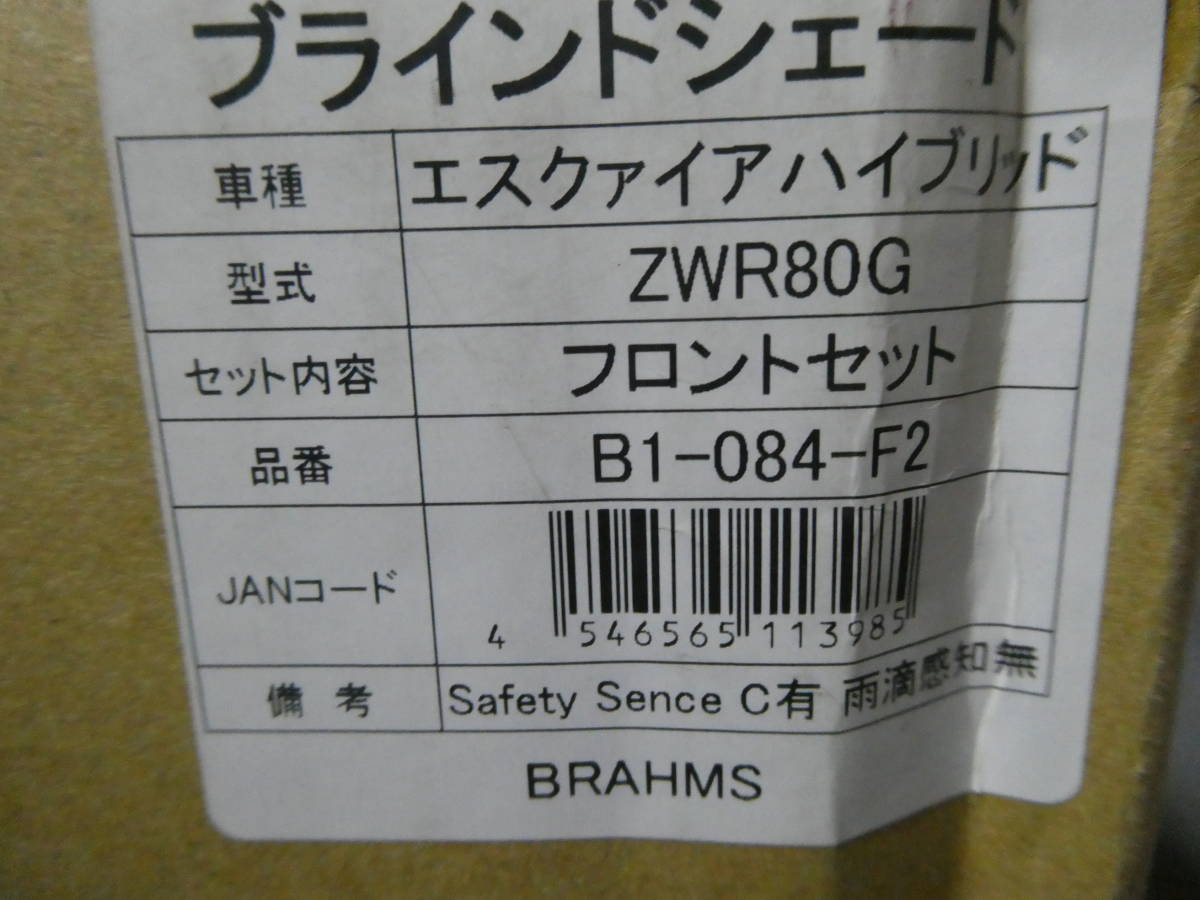 ブラインドシェード
車種 エスクァイアハイブリッド
型式 ZWR80G
セット内容 フロントセット
品番 B1-084-F2
JANコード 4 546565 113985
備考 Safety Sence C有 雨滴感知無
BRAHMS